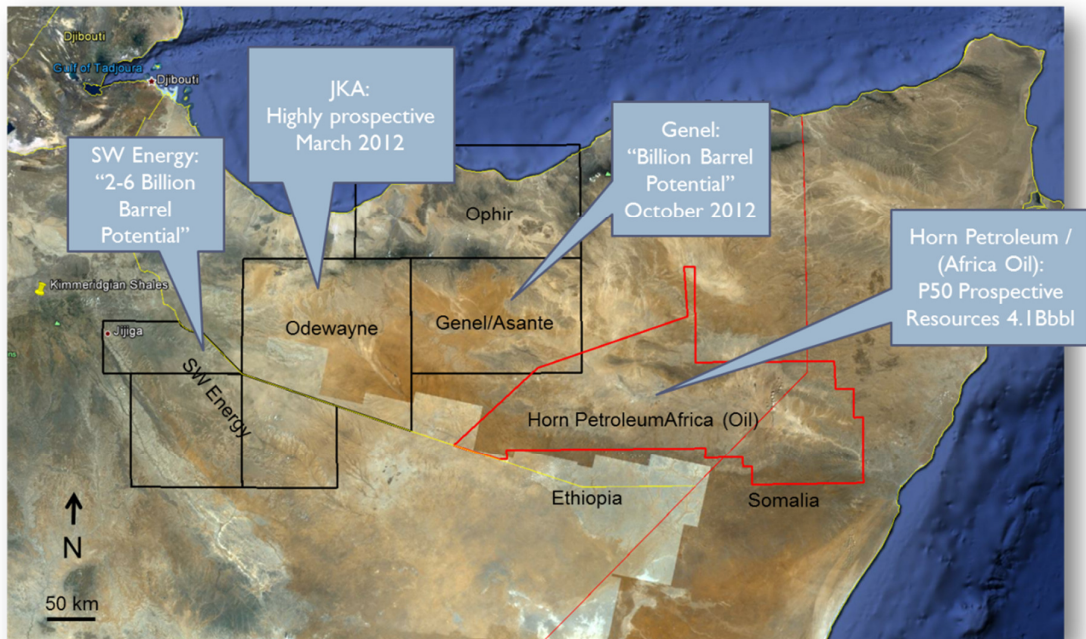 Djibouti
Gulf of Tadjoura
Djibouti
JKA:
Highly prospective
March 2012
Genel:
“Billion Barrel
Potential”
October 2012
SW Energy:
“2-6 Billion
Barrel
Potential”
Ophir
Horn Petroleum /
(Africa Oil):
P50 Prospective
Resources 4.1Bbbl
Kimmeridgian Shales
Jijiga
Odewayne
Genel/Asante
SW Energy
Horn PetroleumAfrica (Oil)
Ethiopia
Somalia
N
50 km